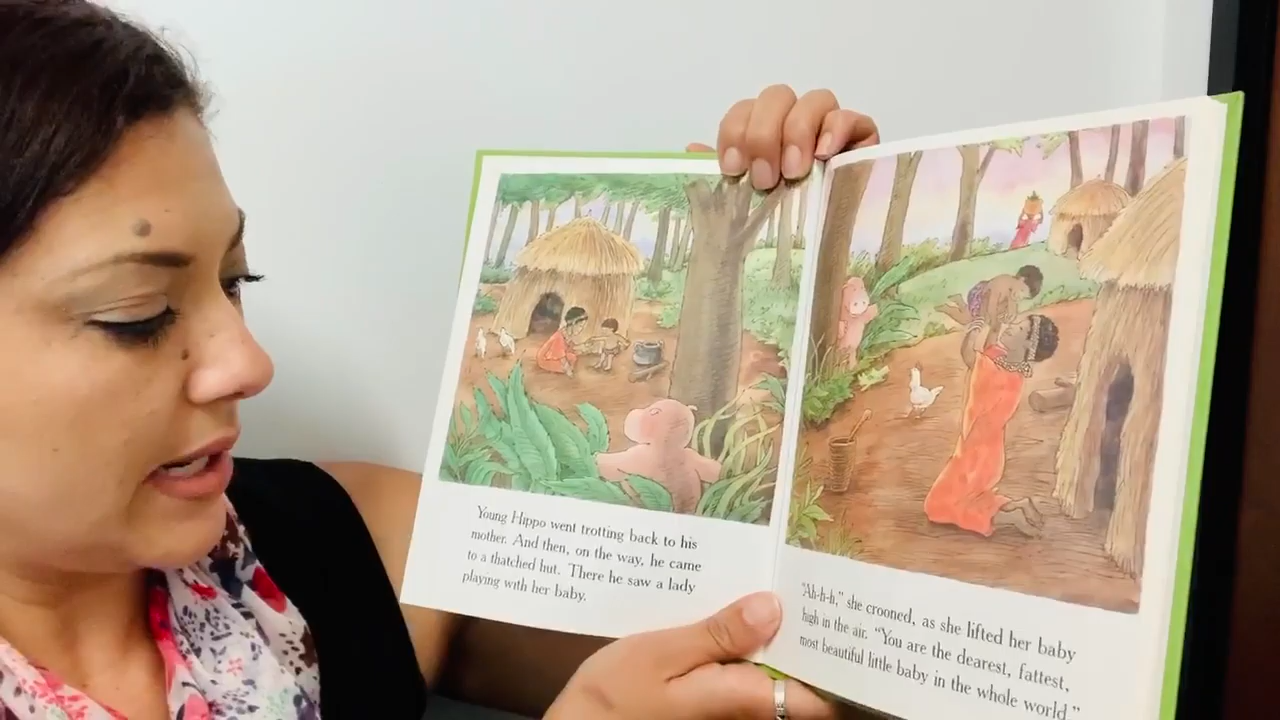 Young Hippo went trotting back to his
mother. And then, on the way, he came
to a thatched hut. There he saw a lady
playing with her baby.
"Ah-h-h," she crooned, as she lifted her baby
high in the air. "You are the dearest, fattest,
most beautiful little baby in the whole world."